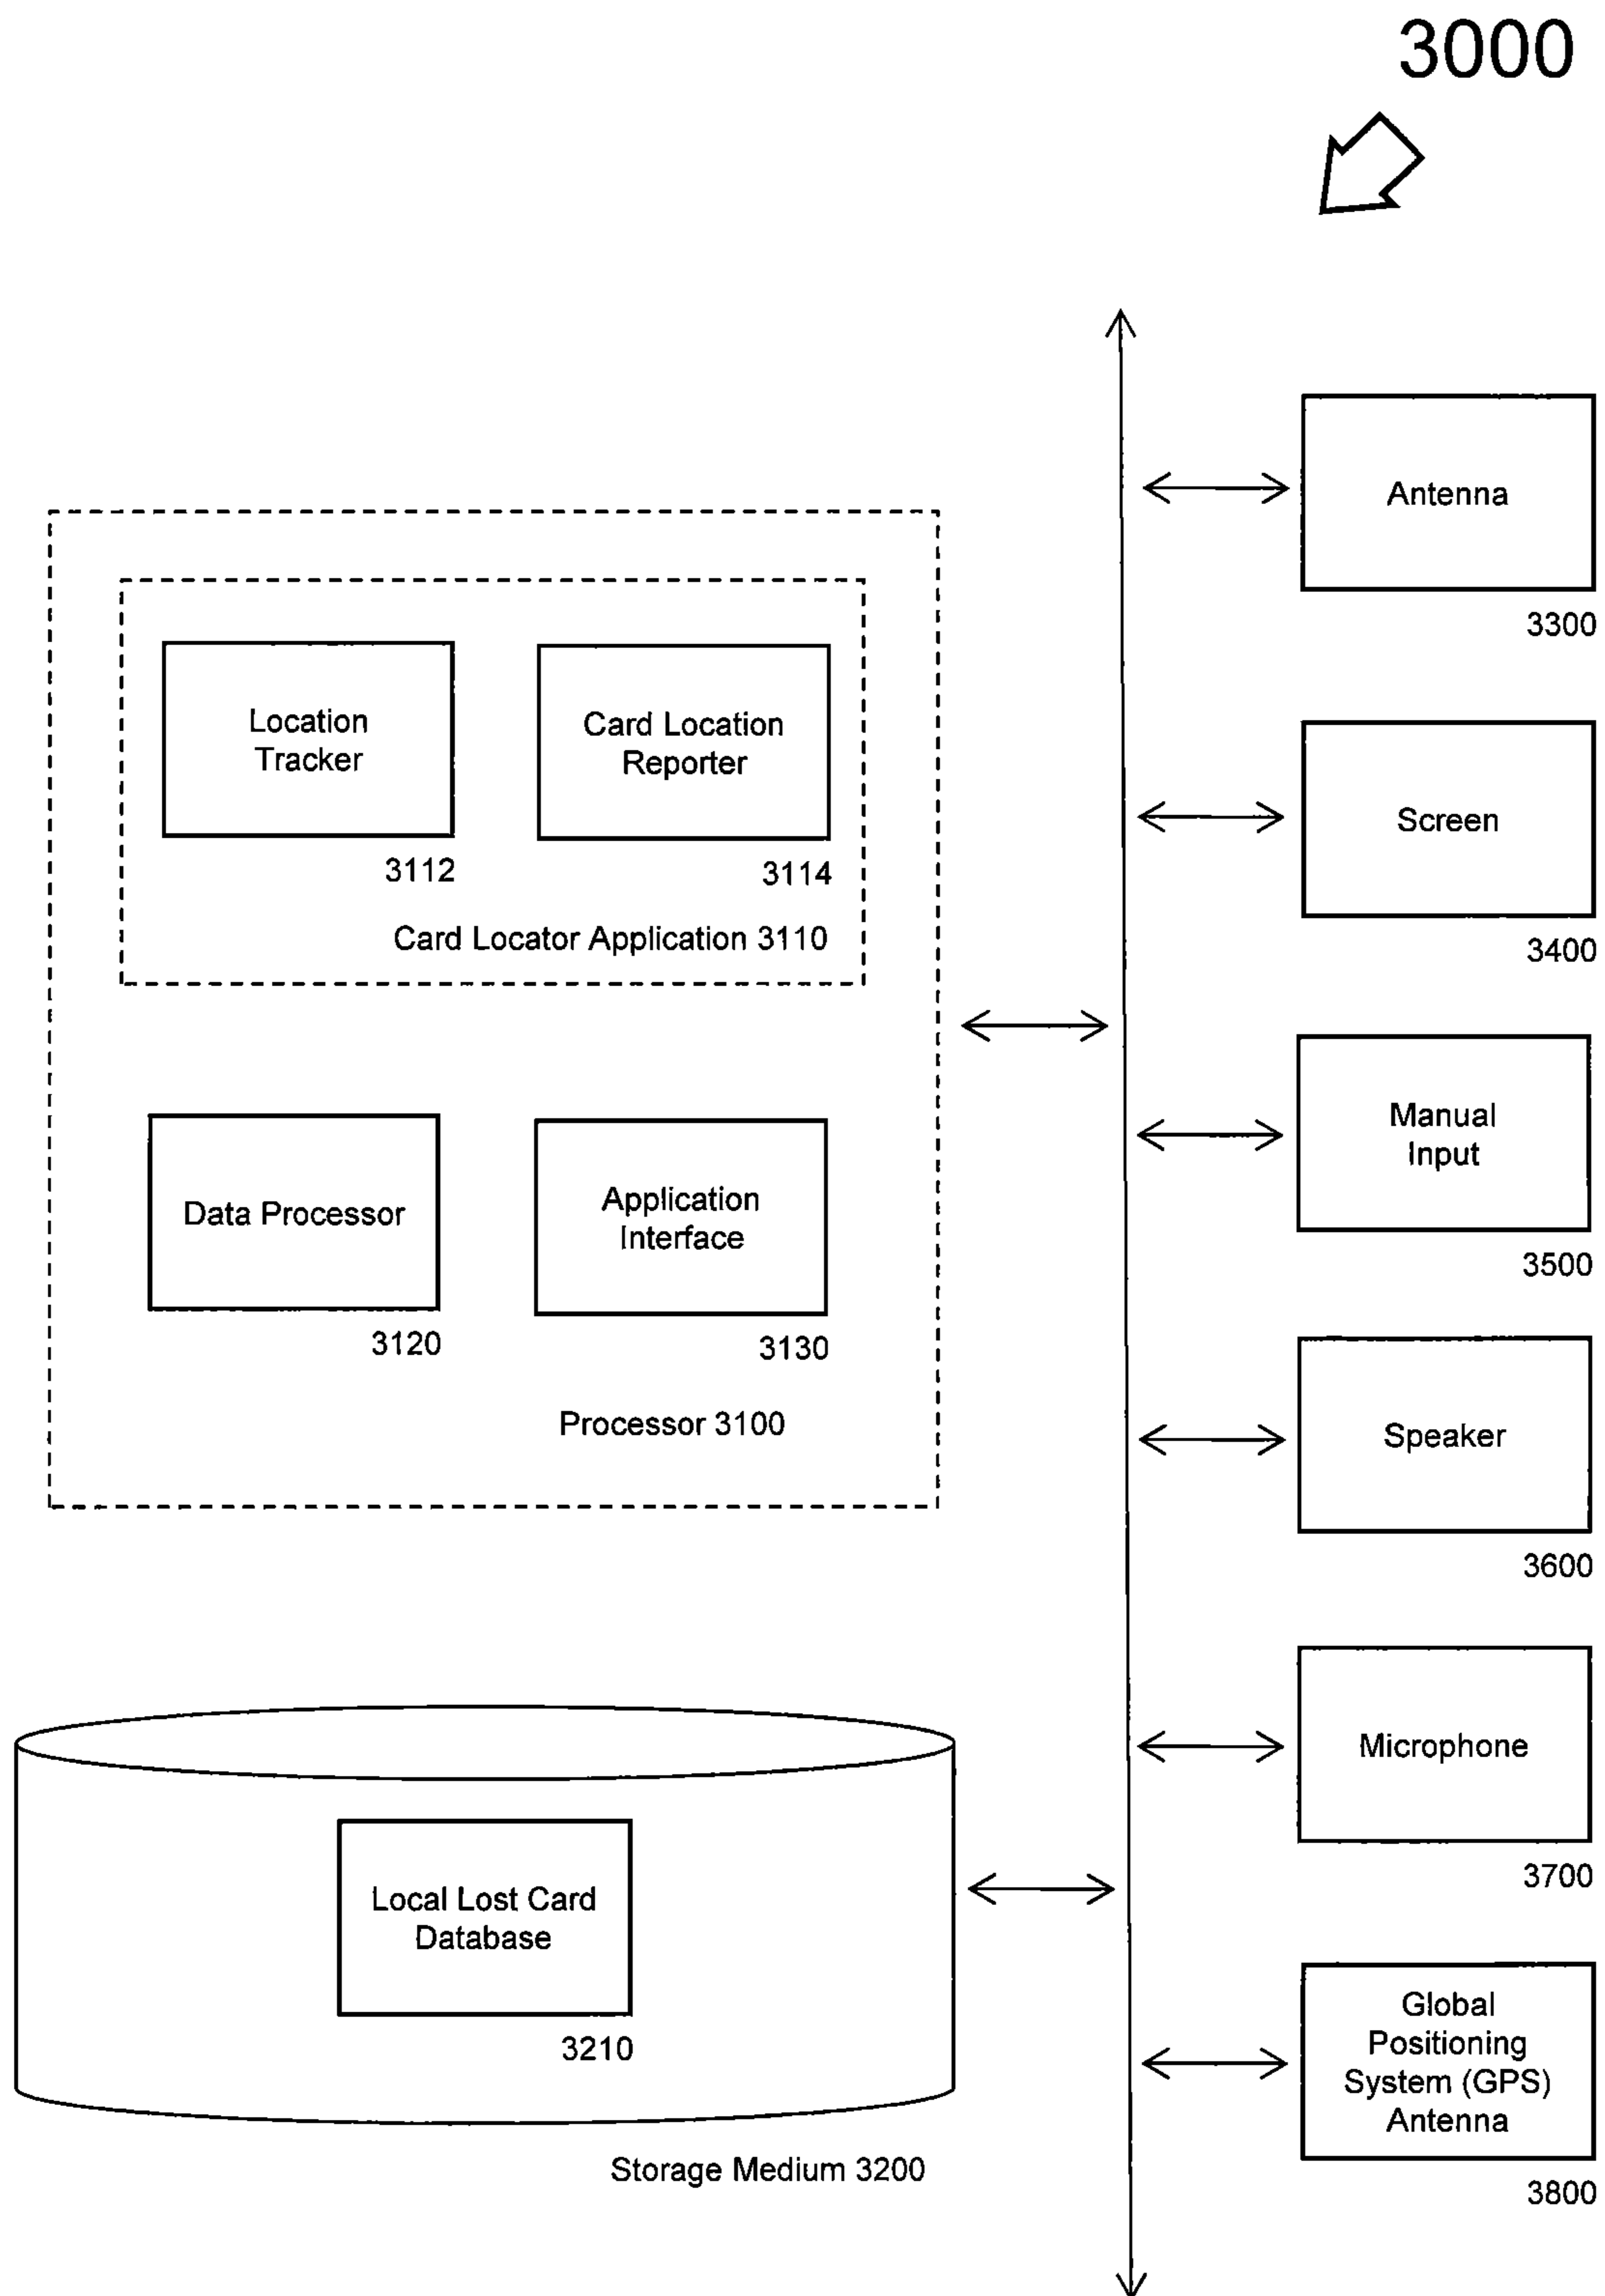 3000
Antenna
3300
Location
Tracker
3112
Card Location
Reporter
3114
Card Locator Application 3110
Screen
3400
Data Processor
3120
Application
Interface
3130
Processor 3100
Manual
Input
3500
Speaker
3600
Microphone
3700
Local Lost Card
Database
3210
Storage Medium 3200
Global
Positioning
System (GPS)
Antenna
3800